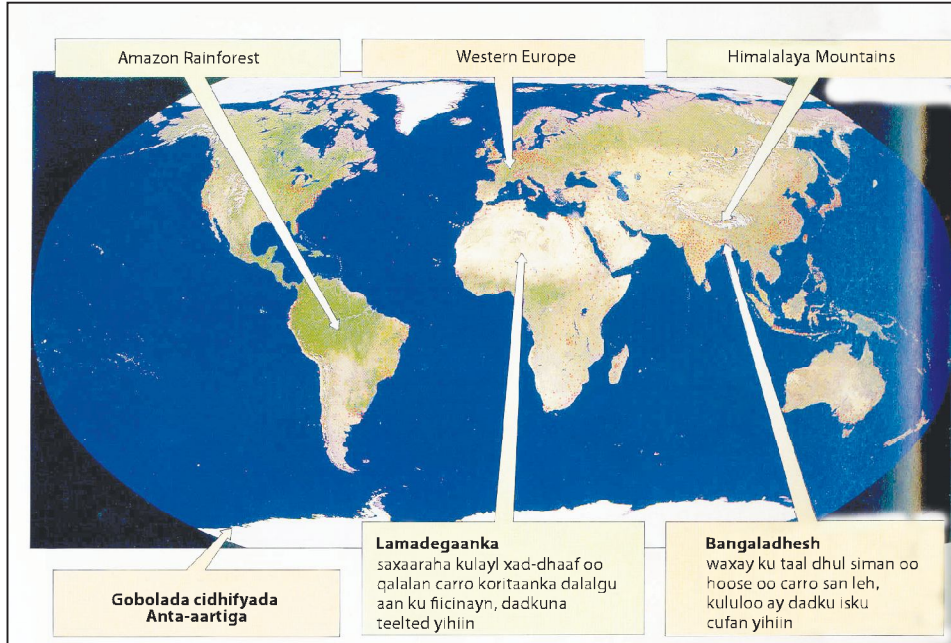 Amazon Rainforest
Western Europe
Himalalaya Mountains
Lamadegaanka
saxaaraha kulayl xad-dhaaf oo
qalalan carro koritaanka dalalgu
aan ku fiicinayn, dadkuna
teelted yihiin
Bangaladhesh
waxay ku taal dhul siman oo
hoose oo carro san leh,
kululoo ay dadku isku
cufan yihiin
Gobolada cidhifyada
Anta-aartiga